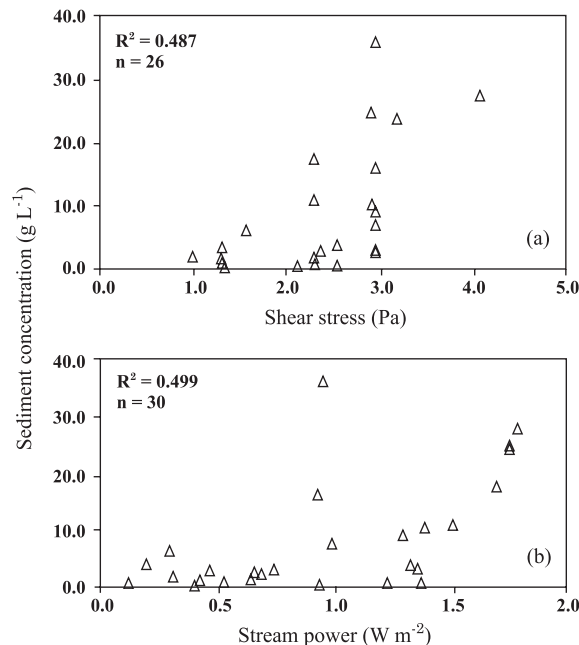 40.0
R² = 0.487
n = 26
30.0
20.0
10.0
(a)
0.0
0.0 1.0 2.0 3.0 4.0 5.0
Shear stress (Pa)
Sediment concentration (g L⁻¹)
40.0
R² = 0.499
n = 30
30.0
20.0
10.0
(b)
0.0
0.0 0.5 1.0 1.5 2.0
Stream power (W m⁻²)